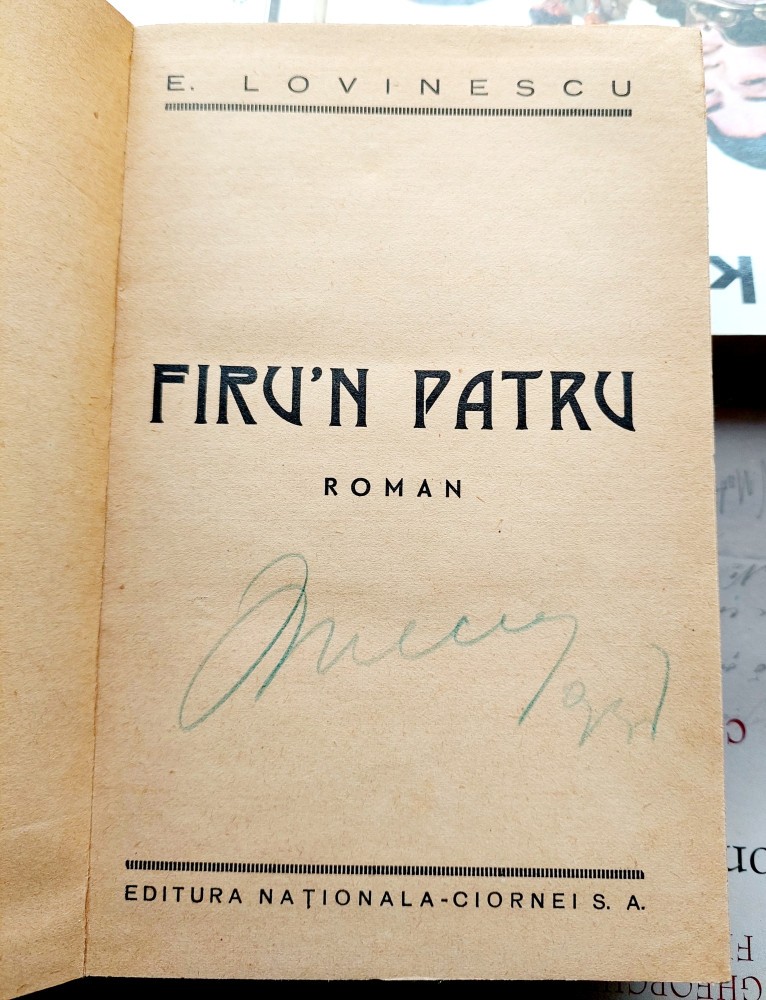 E. LOVINESCU
FIRU'N PATRU
ROMAN
EDITURA NAȚIONALA-CIORNEI S. A.
K